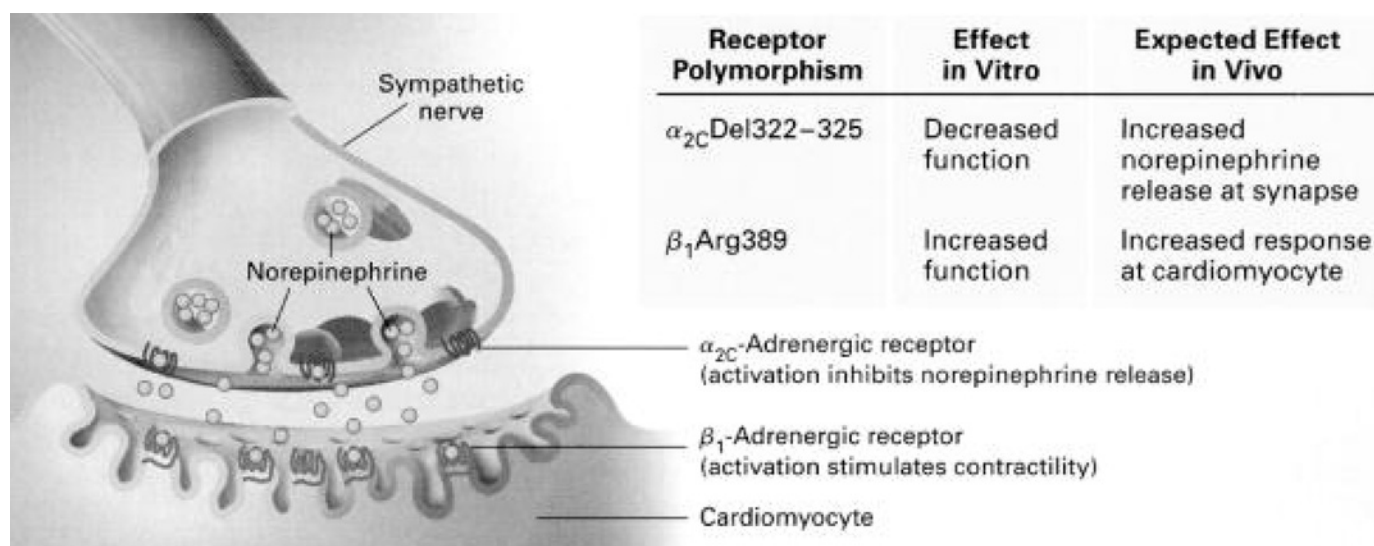 Receptor Polymorphism Effect in Vitro Expected Effect in Vivo
α2CDel322–325 Decreased function Increased norepinephrine release at synapse
β1Arg389 Increased function Increased response at cardiomyocyte
Sympathetic
nerve
Norepinephrine
α2C-Adrenergic receptor
(activation inhibits norepinephrine release)
β1-Adrenergic receptor
(activation stimulates contractility)
Cardiomyocyte